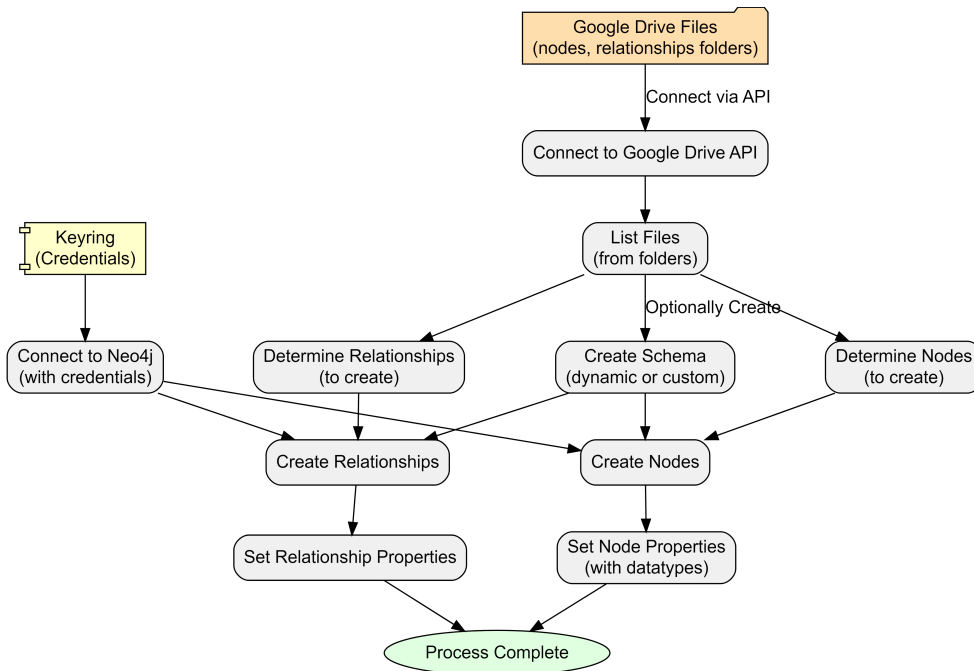 Google Drive Files
(nodes, relationships folders)
Connect via API
Connect to Google Drive API
List Files
(from folders)
Keyring
(Credentials)
Optionally Create
Connect to Neo4j
(with credentials)
Determine Relationships
(to create)
Create Schema
(dynamic or custom)
Determine Nodes
(to create)
Create Relationships
Create Nodes
Set Relationship Properties
Set Node Properties
(with datatypes)
Process Complete